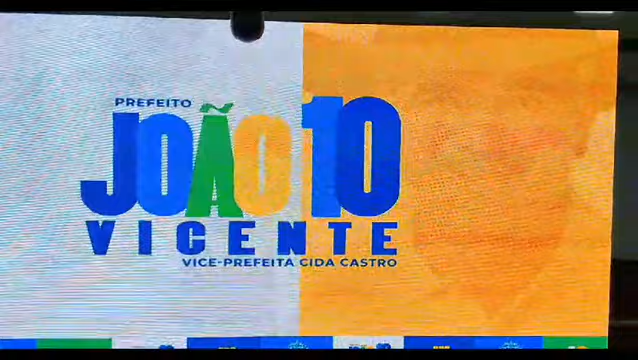 PREFEITO
JOÃO 10
VICENTE
VICE-PREFEITA CIDA CASTRO